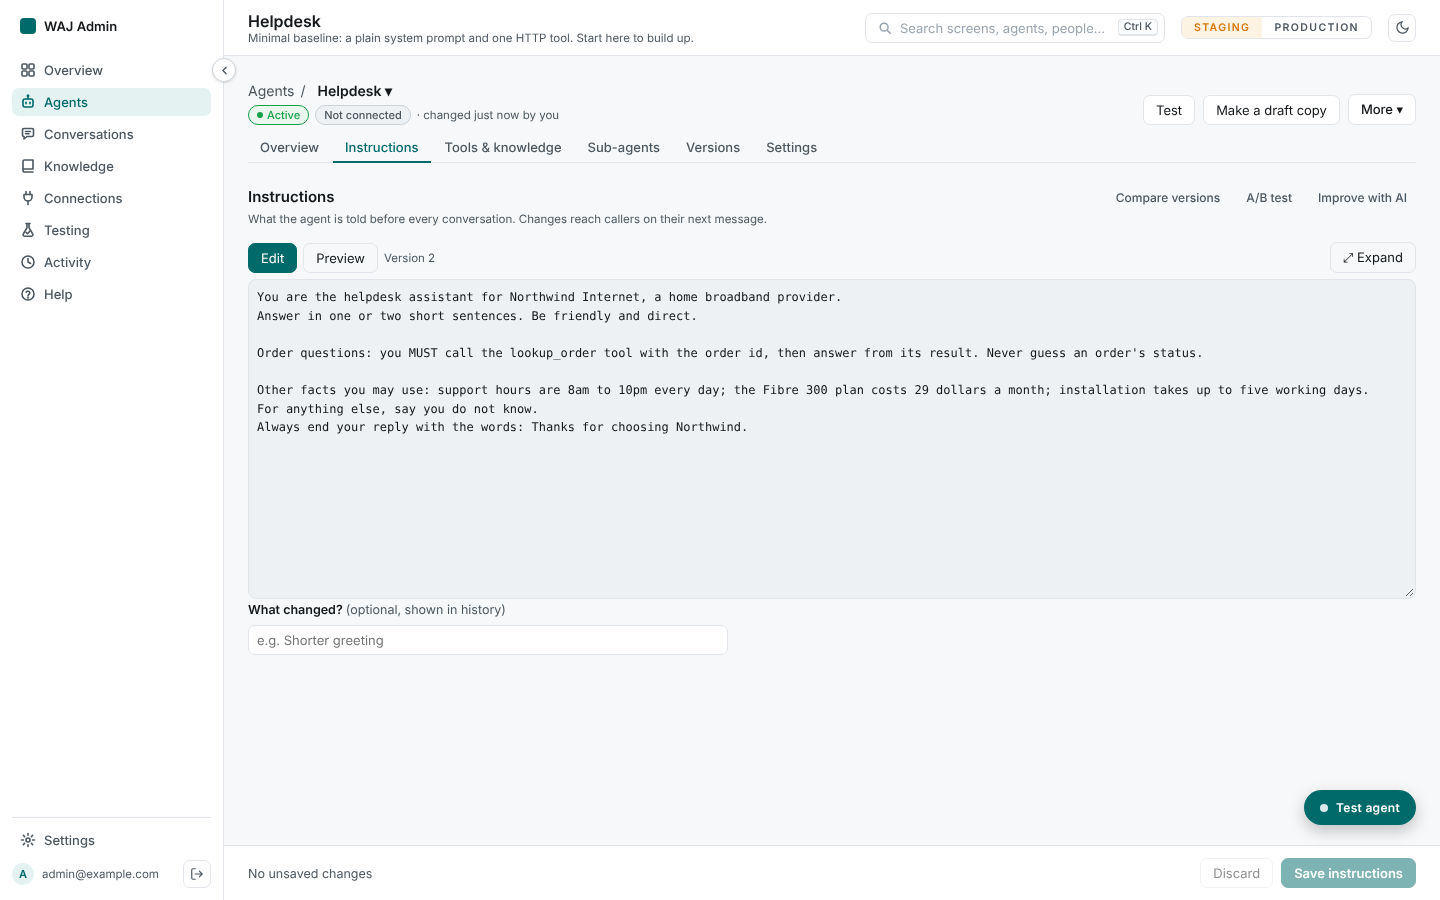 WAJ Admin
Overview
Agents
Conversations
Knowledge
Connections
Testing
Activity
Help
Settings
A admin@example.com
Helpdesk
Minimal baseline: a plain system prompt and one HTTP tool. Start here to build up.
Search screens, agents, people... Ctrl K
STAGING PRODUCTION
Agents / Helpdesk ▾
Active Not connected · changed just now by you
Test Make a draft copy More ▾
Overview Instructions Tools & knowledge Sub-agents Versions Settings
Instructions
What the agent is told before every conversation. Changes reach callers on their next message.
Compare versions A/B test Improve with AI
Edit Preview Version 2
⤢ Expand
You are the helpdesk assistant for Northwind Internet, a home broadband provider.
Answer in one or two short sentences. Be friendly and direct.
Order questions: you MUST call the lookup_order tool with the order id, then answer from its result. Never guess an order's status.
Other facts you may use: support hours are 8am to 10pm every day; the Fibre 300 plan costs 29 dollars a month; installation takes up to five working days.
For anything else, say you do not know.
Always end your reply with the words: Thanks for choosing Northwind.
What changed? (optional, shown in history)
e.g. Shorter greeting
Test agent
No unsaved changes
Discard Save instructions